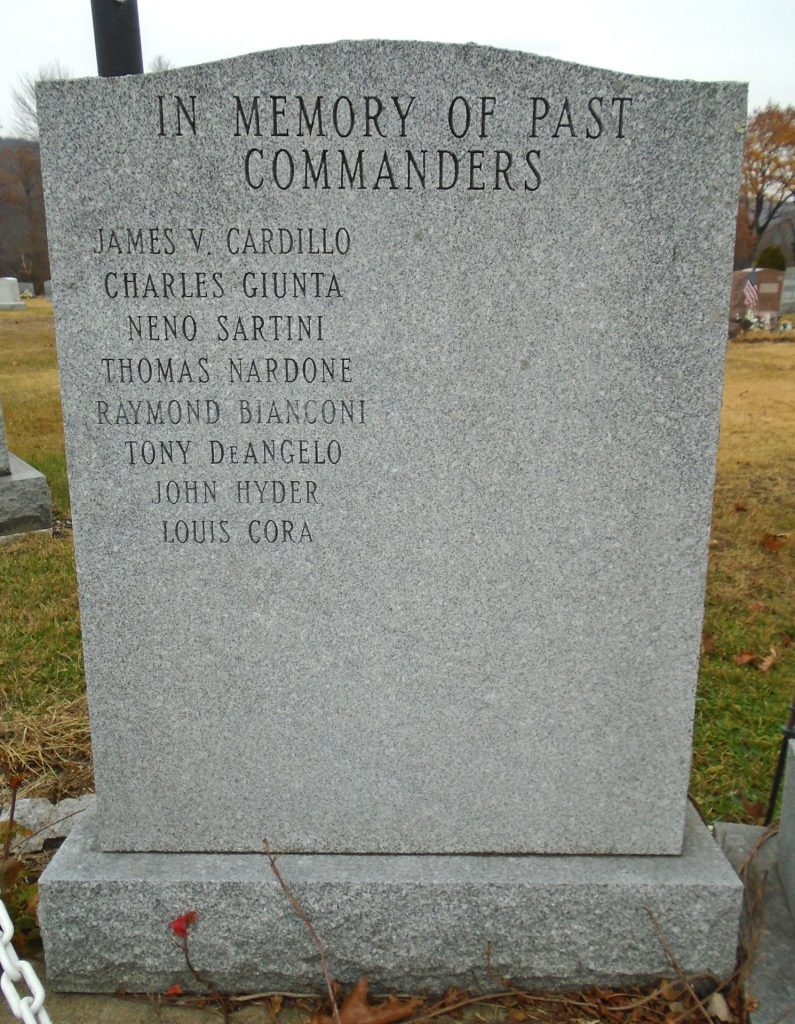 IN MEMORY OF PAST
COMMANDERS
JAMES V. CARDILLO
CHARLES GIUNTA
NENO SARTINI
THOMAS NARDONE
RAYMOND BIANCONI
TONY DEANGELO
JOHN HYDER
LOUIS CORA